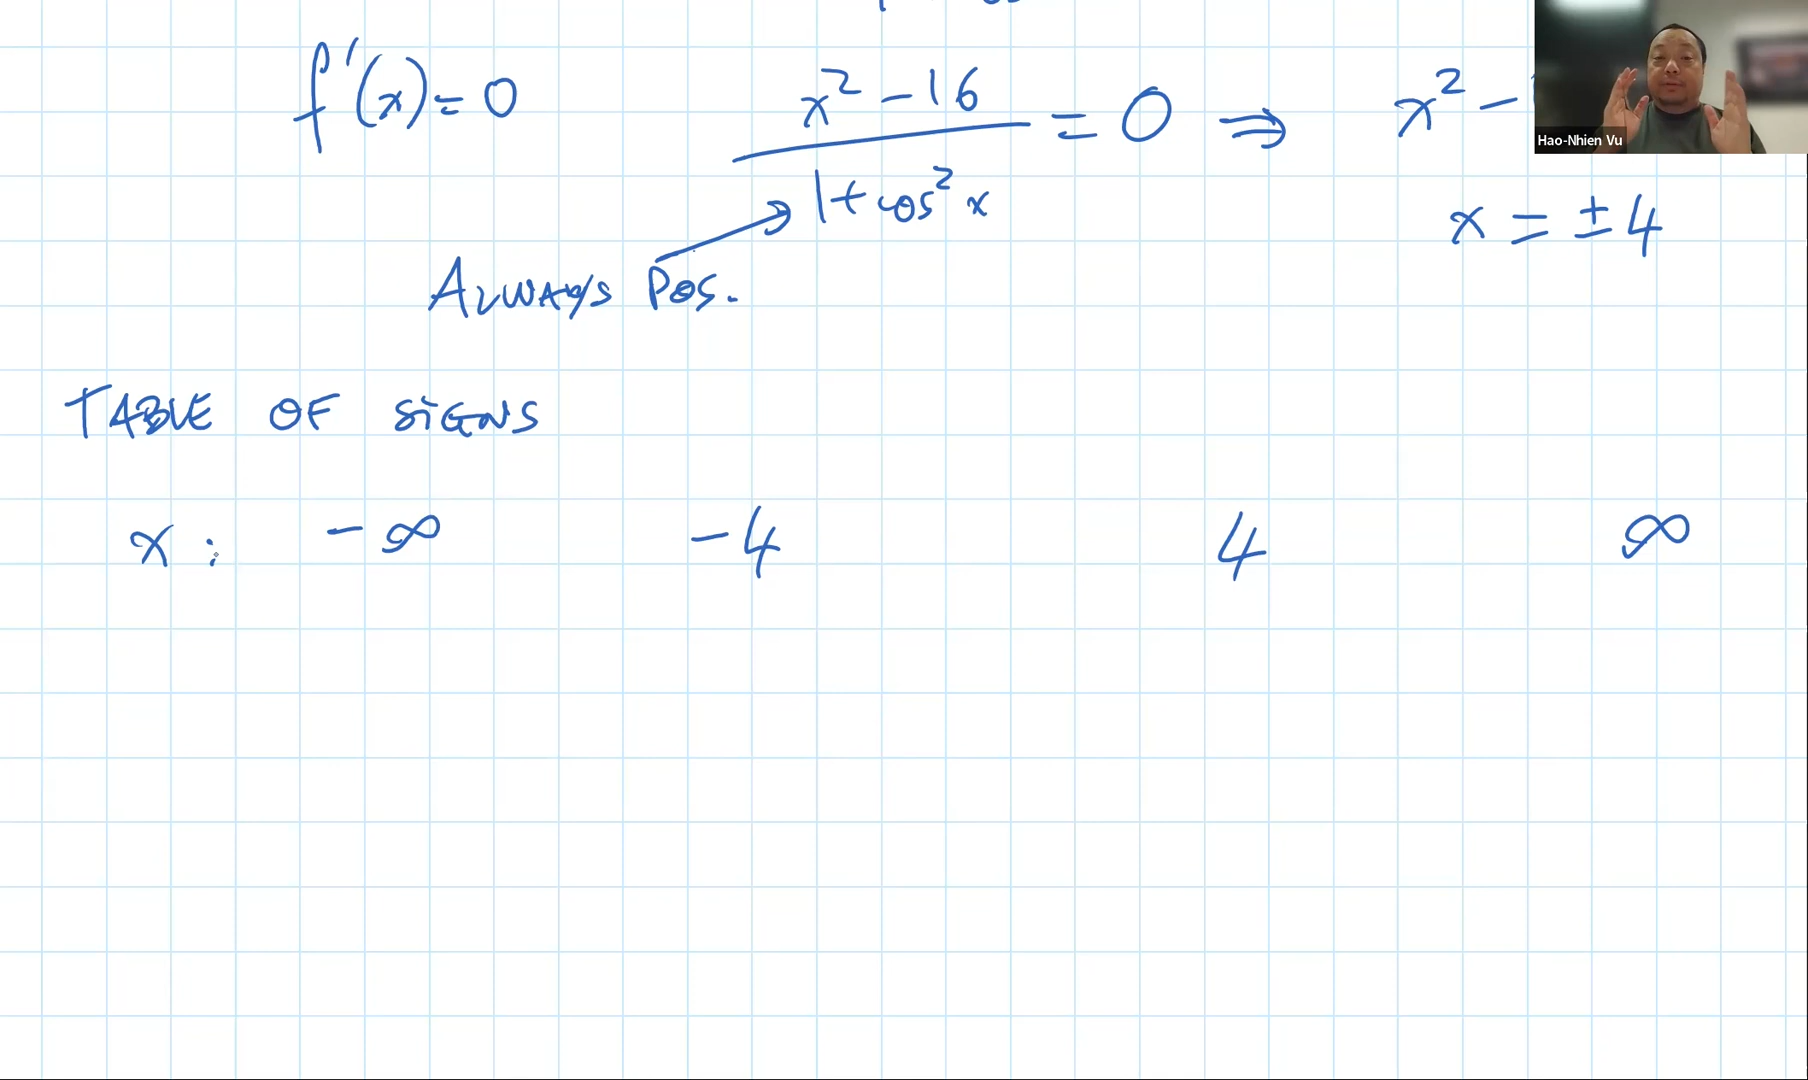 f'(x) = 0    (x² - 16)/(1 + cos² x) = 0 ⇒ x² -
Hao-Nhien Vu
x = ±4
ALWAYS POS.
TABLE OF SIGNS
x : -∞ -4 4 ∞